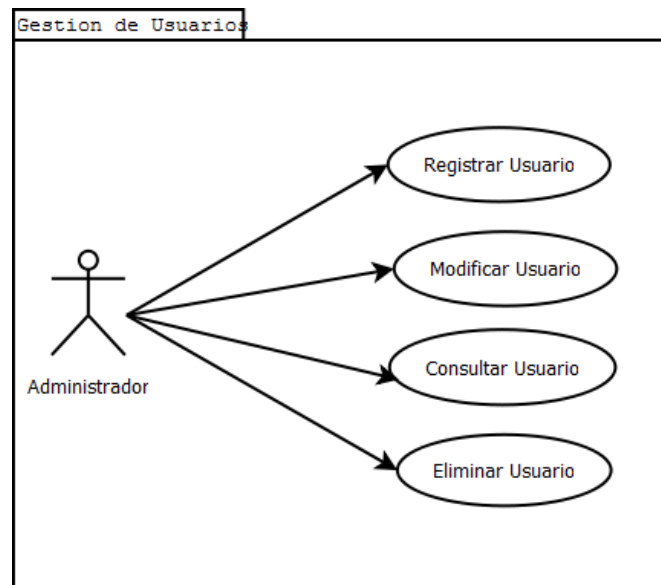 Gestion de Usuarios
Registrar Usuario
Modificar Usuario
Consultar Usuario
Administrador
Eliminar Usuario